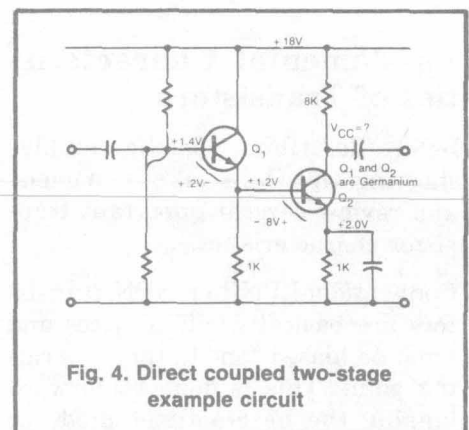 + 18V
8K
VCC = ?
+1.4V
Q1
Q1 and Q2
are Germanium
+.2V-
+1.2V
Q2
- .8V+
+2.0V
1K
1K
Fig. 4. Direct coupled two-stage
example circuit